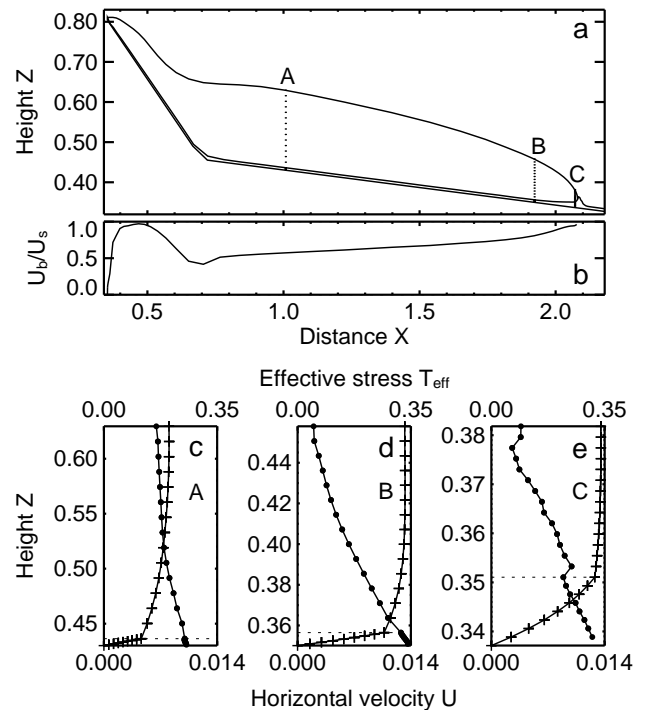 0.80
0.70
0.60
0.50
0.40
Height Z
a
A
B
C
1.0
0.5
0.0
U_b/U_s
b
0.5 1.0 1.5 2.0
Distance X
Effective stress T_eff
0.00 0.35 0.00 0.35 0.00 0.35
Height Z
0.60
0.55
0.50
0.45
c
A
0.44
0.42
0.40
0.38
0.36
d
B
0.38
0.37
0.36
0.35
0.34
e
C
0.000 0.014 0.000 0.014 0.000 0.014
Horizontal velocity U